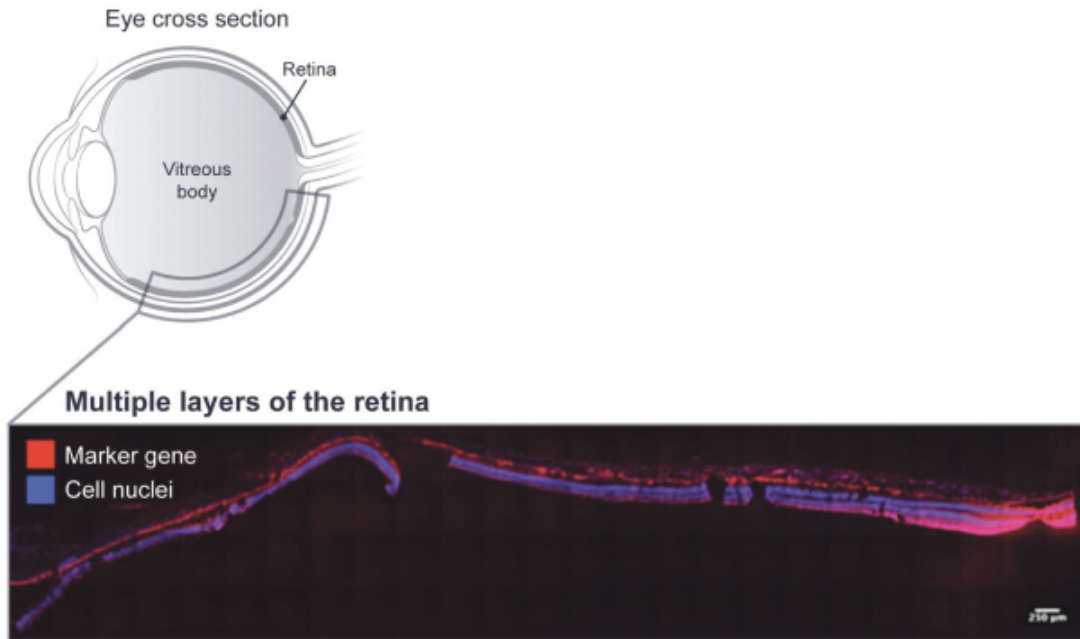 Eye cross section
Retina
Vitreous
body
Multiple layers of the retina
Marker gene
Cell nuclei
250 µm